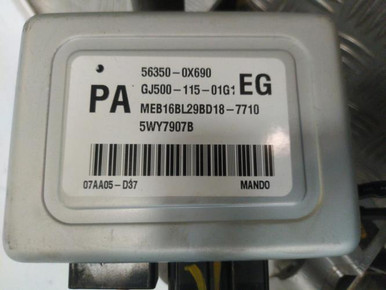 56350-0X690
PA GJ500-115-01G1 EG
MEB16BL29BD18-7710
5WY7907B
07AA05-D37 MANDO